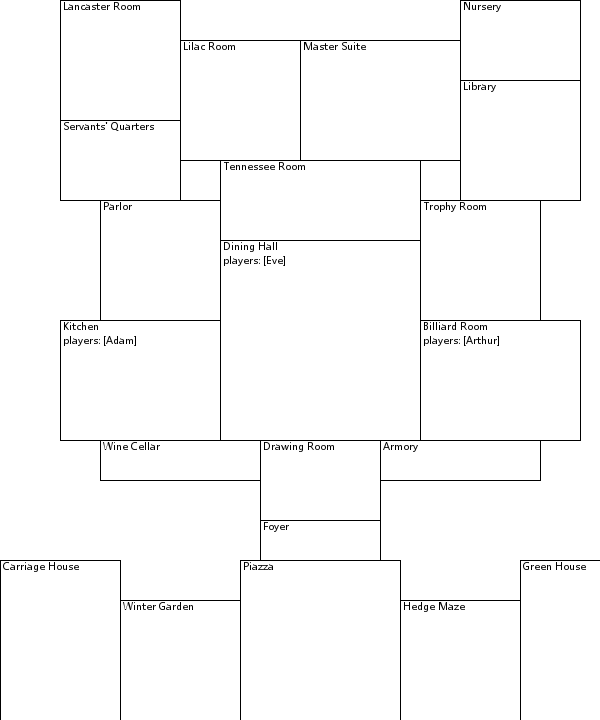 Lancaster Room
Nursery
Lilac Room
Master Suite
Library
Servants' Quarters
Tennessee Room
Parlor
Trophy Room
Dining Hall
players: [Eve]
Kitchen
players: [Adam]
Billiard Room
players: [Arthur]
Wine Cellar
Drawing Room
Armory
Foyer
Carriage House
Piazza
Green House
Winter Garden
Hedge Maze